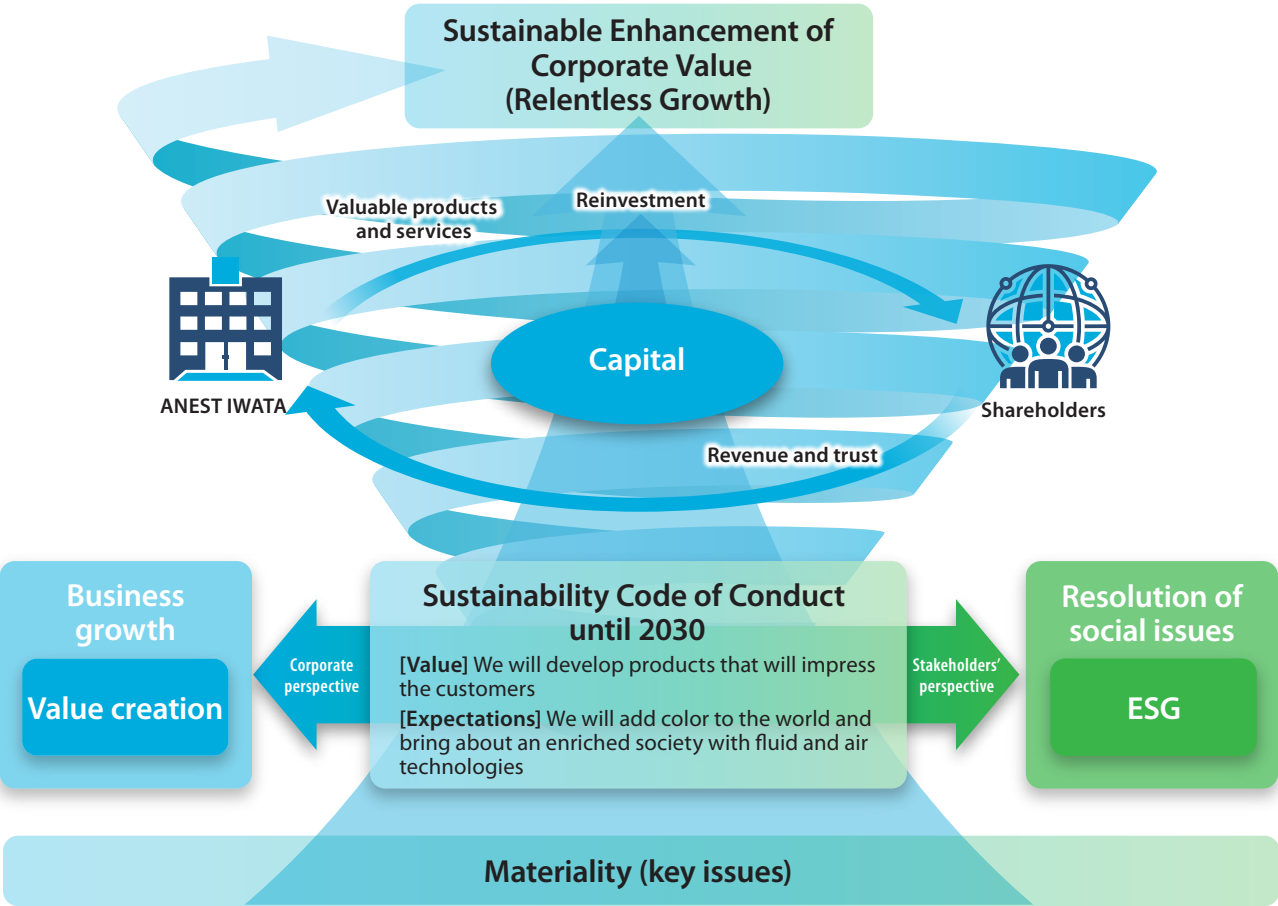 Sustainable Enhancement of
Corporate Value
(Relentless Growth)
Valuable products
and services
Reinvestment
Capital
ANEST IWATA
Shareholders
Revenue and trust
Business
growth
Value creation
Corporate
perspective
Sustainability Code of Conduct
until 2030
[Value] We will develop products that will impress
the customers
[Expectations] We will add color to the world and
bring about an enriched society with fluid and air
technologies
Stakeholders’
perspective
Resolution of
social issues
ESG
Materiality (key issues)